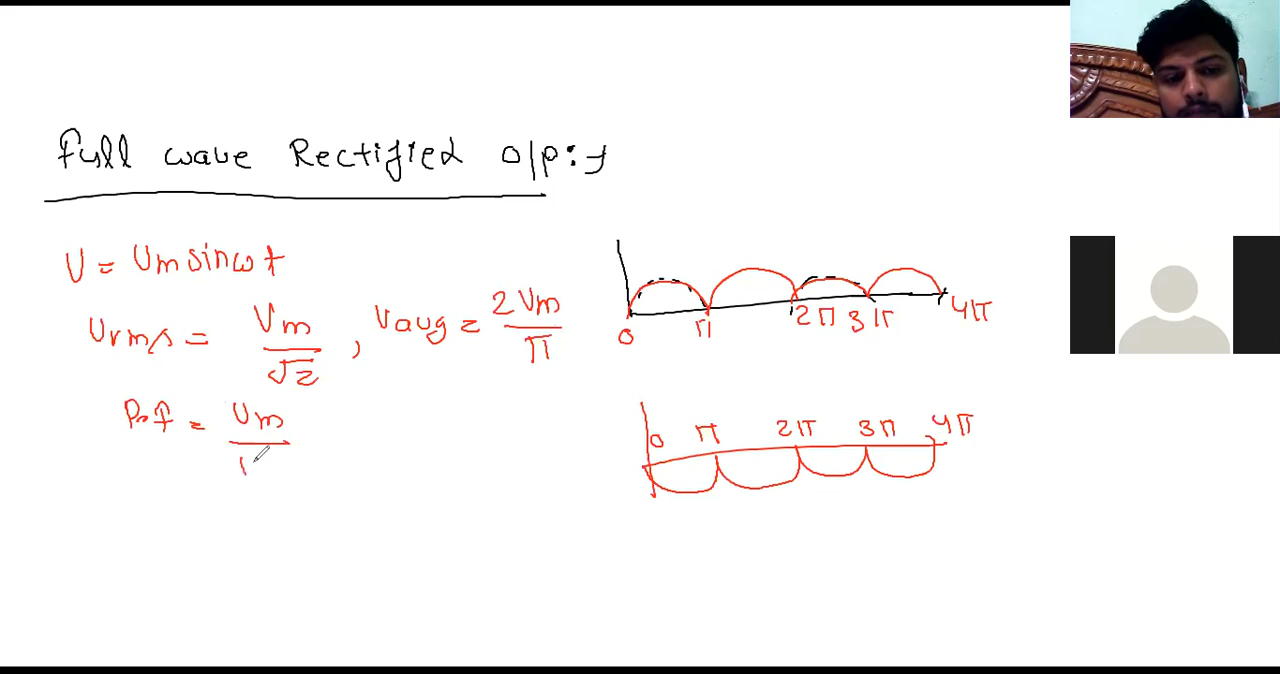 Full wave Rectified O/P:-
V = Vm sinωt
Vrms = Vm/√2 , Vavg = 2Vm/π
P.f = Vm/
0 π 2π 3π 4π
0 π 2π 3π 4π